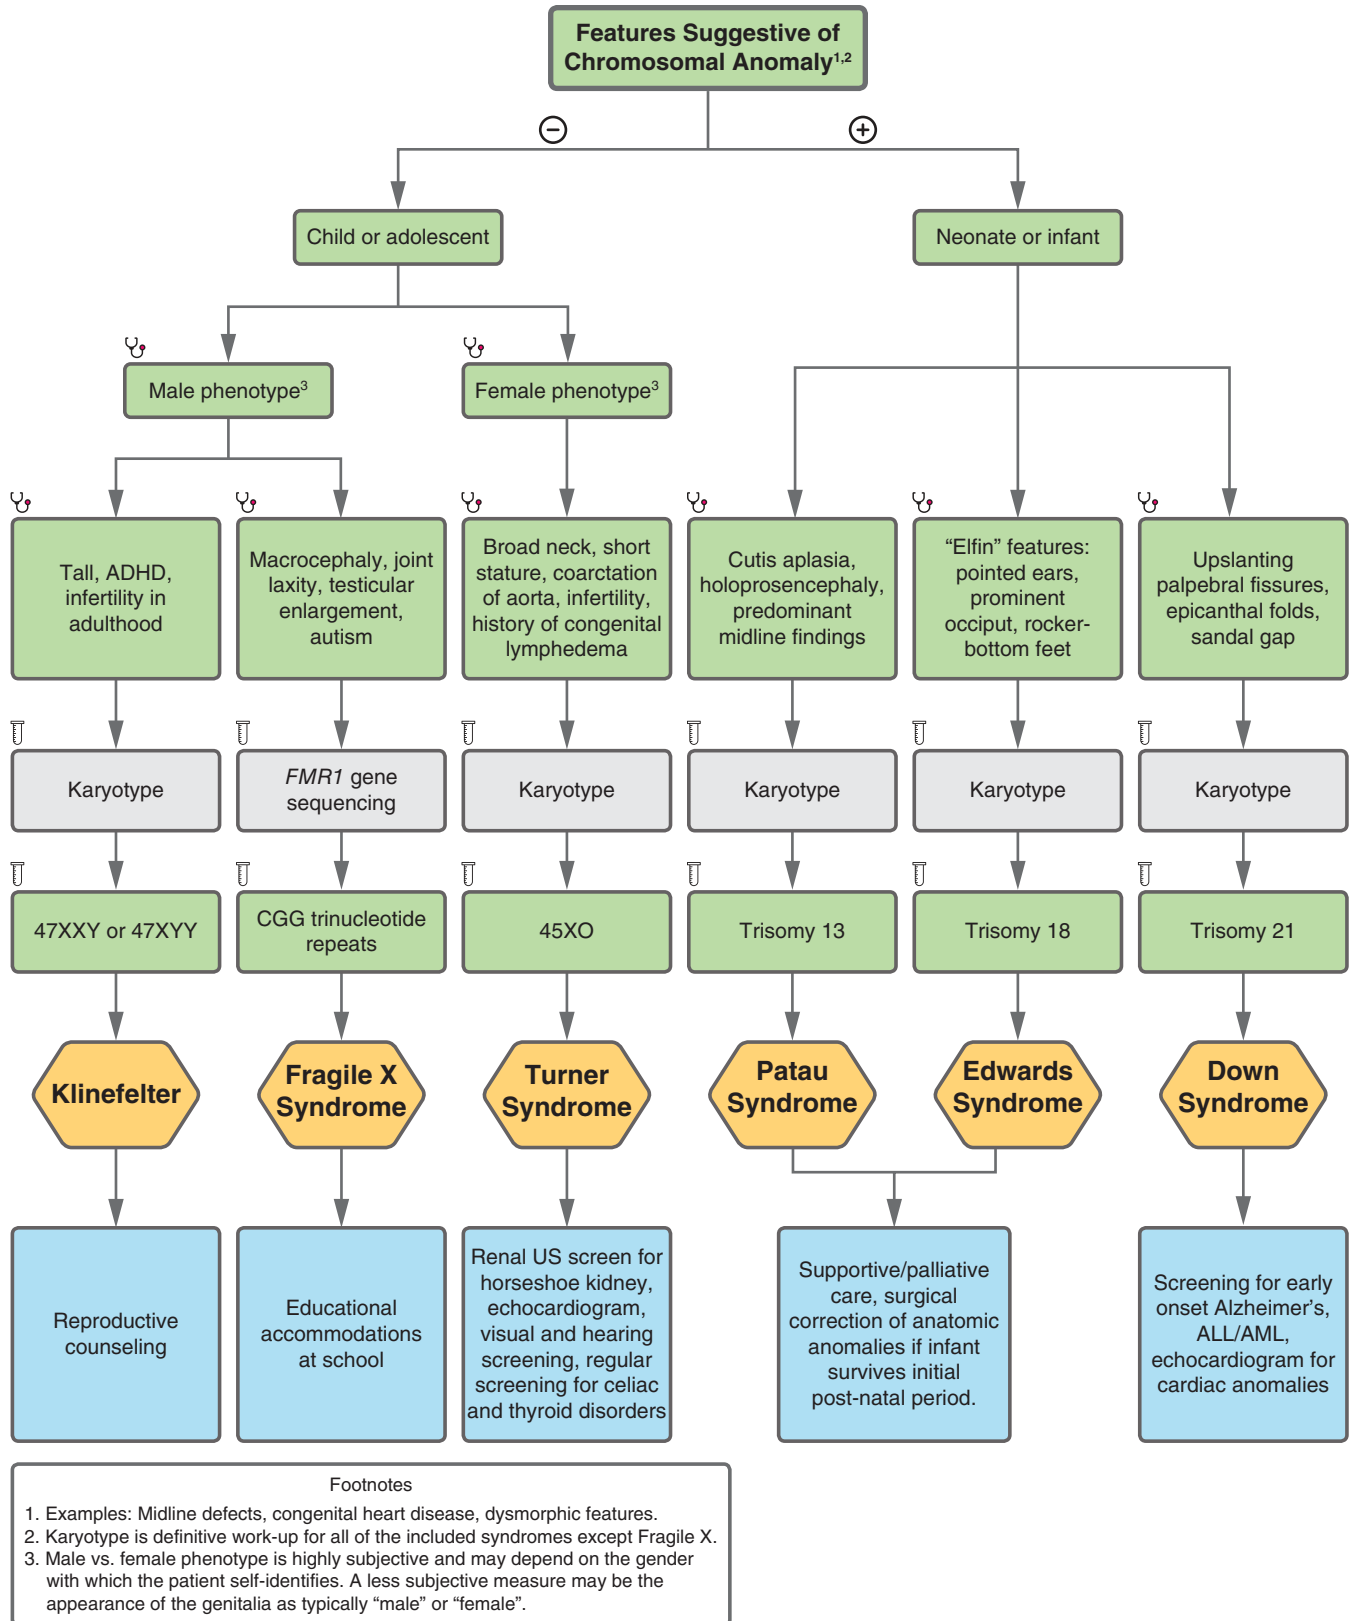 Features Suggestive of
Chromosomal Anomaly1,2
−
+
Child or adolescent
Neonate or infant
Male phenotype3
Female phenotype3
Tall, ADHD,
infertility in
adulthood
Macrocephaly, joint
laxity, testicular
enlargement,
autism
Broad neck, short
stature, coarctation
of aorta, infertility,
history of congenital
lymphedema
Cutis aplasia,
holoprosencephaly,
predominant
midline findings
“Elfin” features:
pointed ears,
prominent
occiput, rocker-
bottom feet
Upslanting
palpebral fissures,
epicanthal folds,
sandal gap
Karyotype
FMR1 gene
sequencing
Karyotype
Karyotype
Karyotype
Karyotype
47XXY or 47XYY
CGG trinucleotide
repeats
45XO
Trisomy 13
Trisomy 18
Trisomy 21
Klinefelter
Fragile X
Syndrome
Turner
Syndrome
Patau
Syndrome
Edwards
Syndrome
Down
Syndrome
Reproductive
counseling
Educational
accommodations
at school
Renal US screen for
horseshoe kidney,
echocardiogram,
visual and hearing
screening, regular
screening for celiac
and thyroid disorders
Supportive/palliative
care, surgical
correction of anatomic
anomalies if infant
survives initial
post-natal period.
Screening for early
onset Alzheimer’s,
ALL/AML,
echocardiogram for
cardiac anomalies
Footnotes
1. Examples: Midline defects, congenital heart disease, dysmorphic features.
2. Karyotype is definitive work-up for all of the included syndromes except Fragile X.
3. Male vs. female phenotype is highly subjective and may depend on the gender
with which the patient self-identifies. A less subjective measure may be the
appearance of the genitalia as typically “male” or “female”.